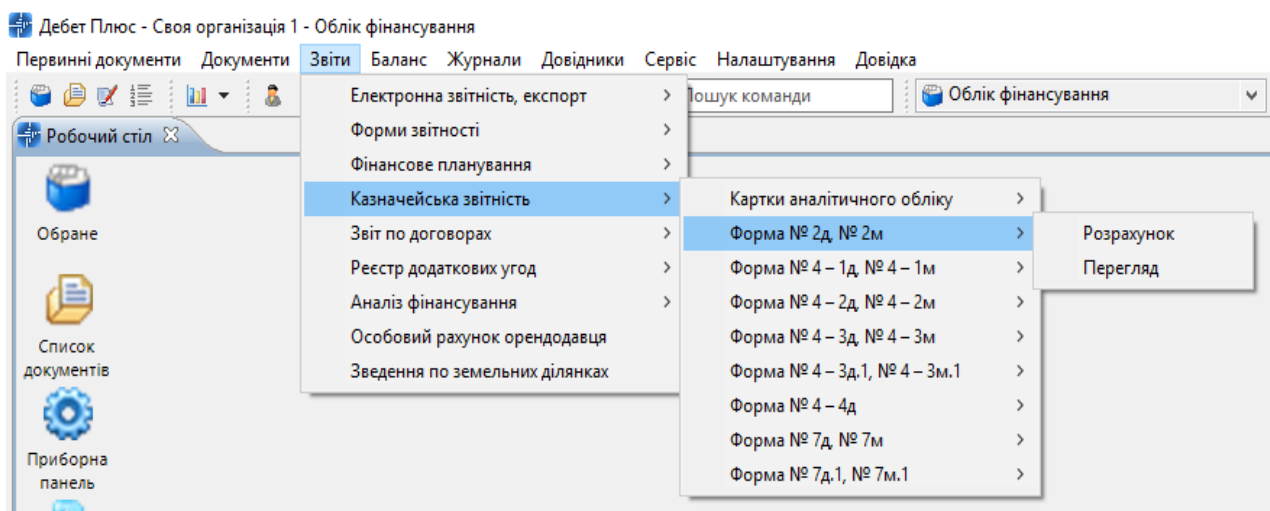 Дебет Плюс - Своя організація 1 - Облік фінансування
Первинні документи Документи Звіти Баланс Журнали Довідники Сервіс Налаштування Довідка
Пошук команди Облік фінансування
Робочий стіл
Обране
Список документів
Приборна панель
Електронна звітність, експорт
Форми звітності
Фінансове планування
Казначейська звітність
Звіт по договорах
Реєстр додаткових угод
Аналіз фінансування
Особовий рахунок орендодавця
Зведення по земельних ділянках
Картки аналітичного обліку
Форма № 2д, № 2м
Форма № 4 – 1д, № 4 – 1м
Форма № 4 – 2д, № 4 – 2м
Форма № 4 – 3д, № 4 – 3м
Форма № 4 – 3д.1, № 4 – 3м.1
Форма № 4 – 4д
Форма № 7д, № 7м
Форма № 7д.1, № 7м.1
Розрахунок
Перегляд